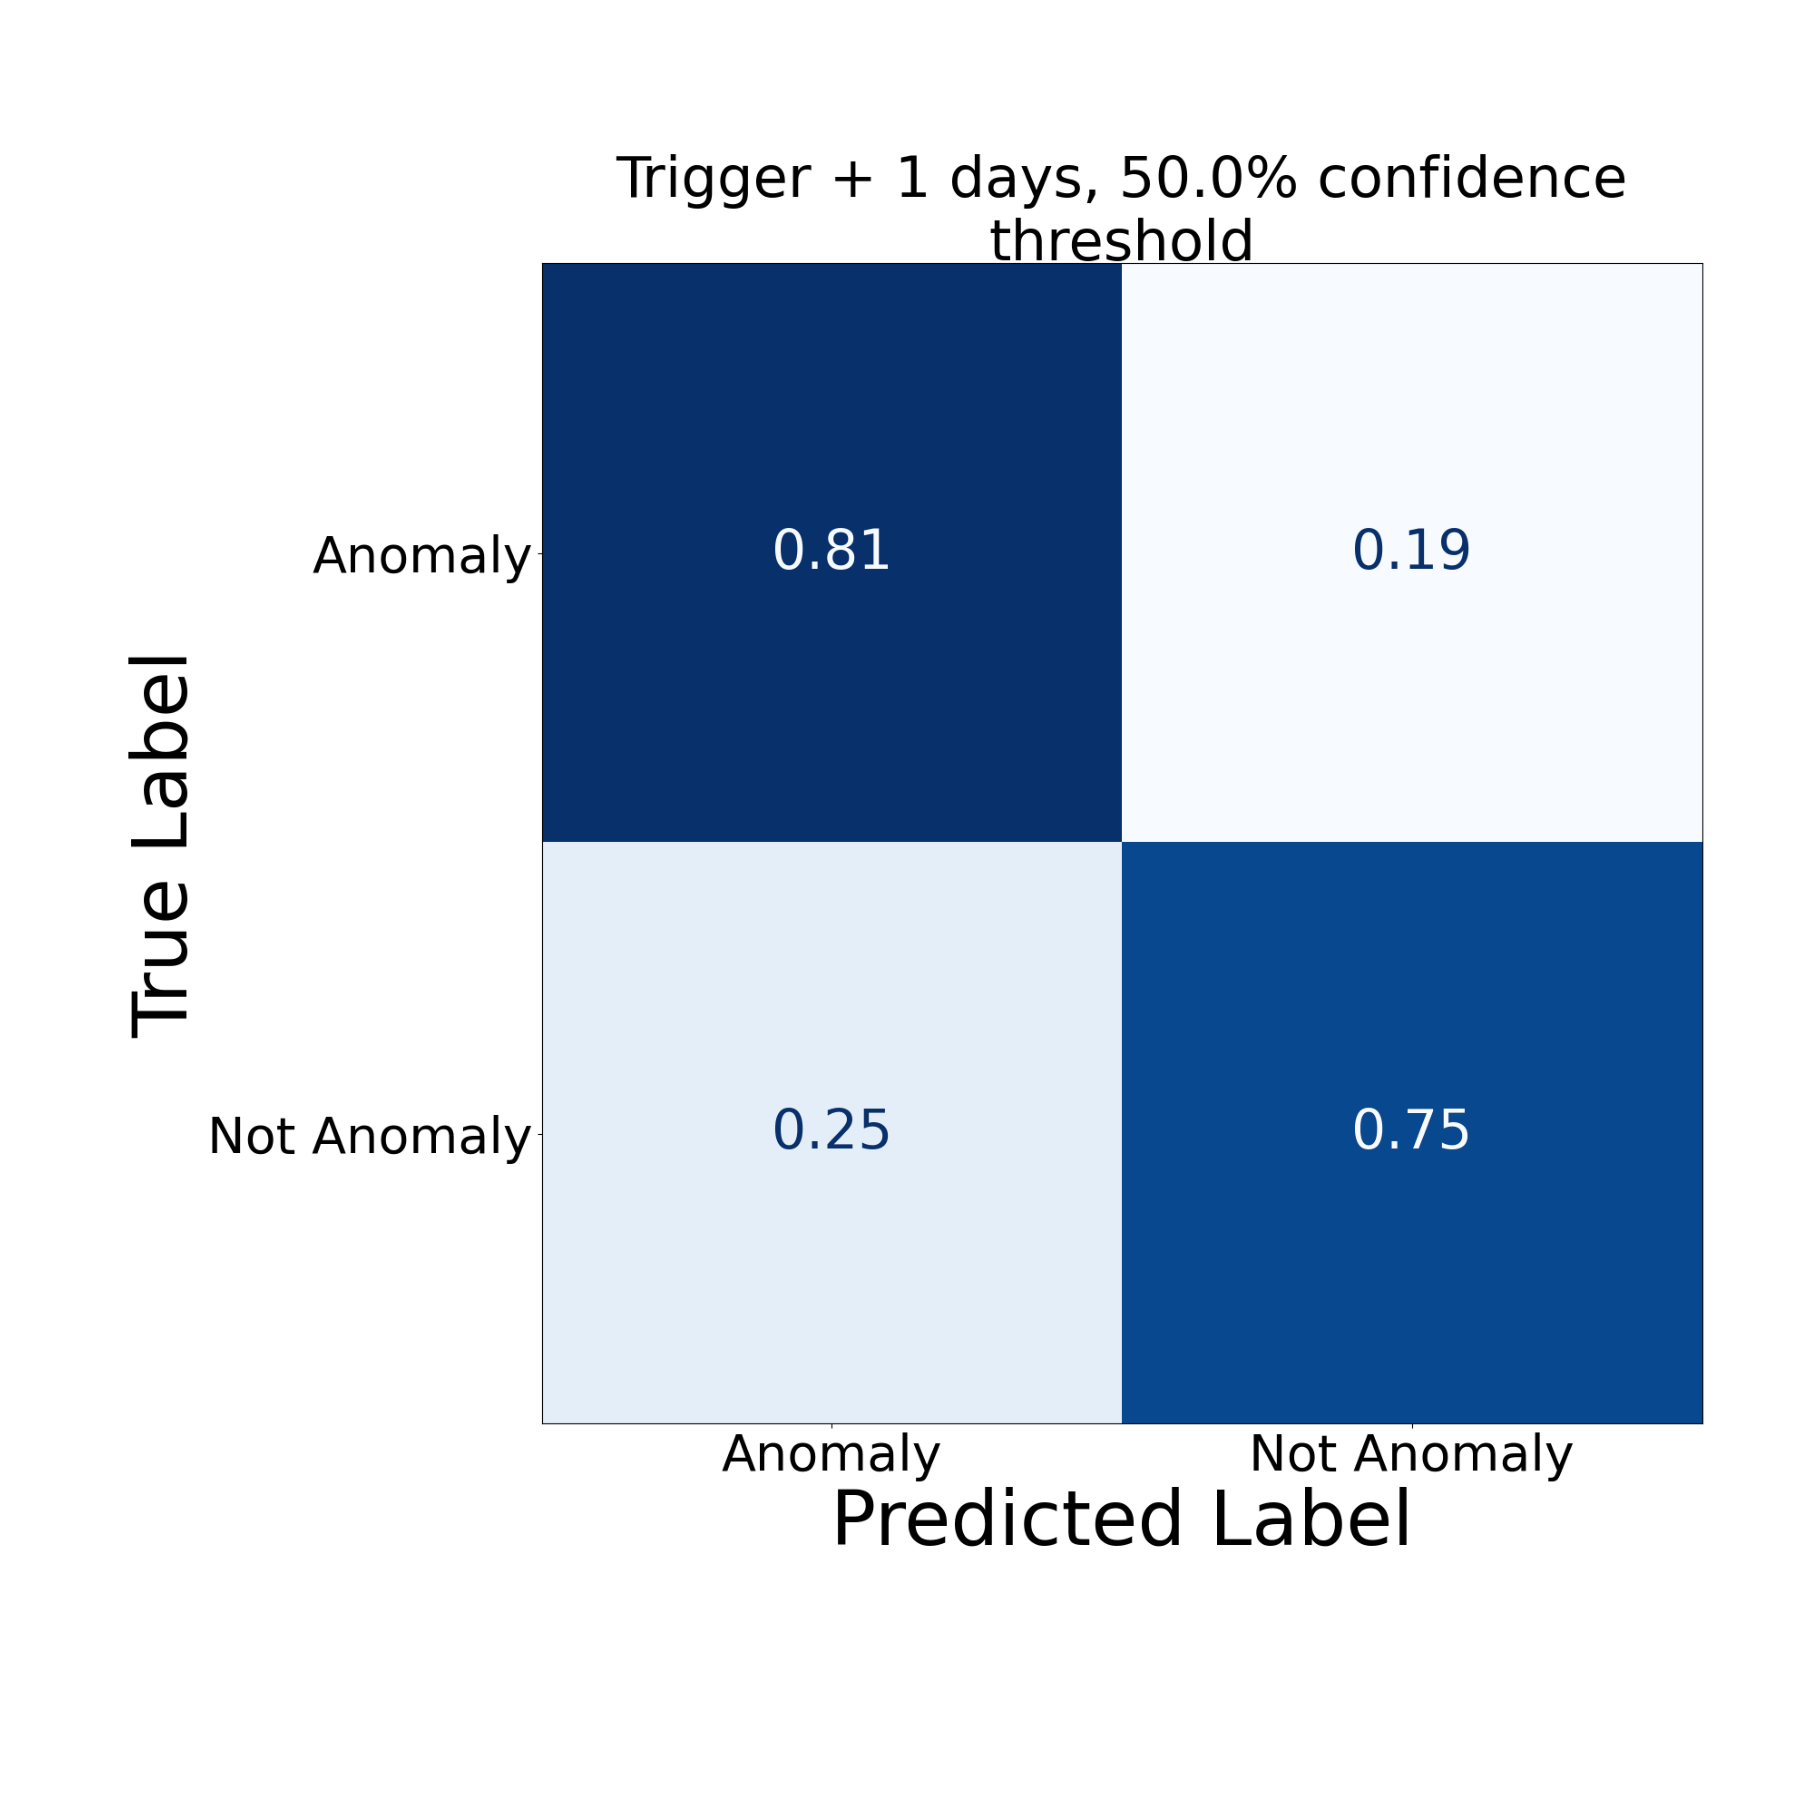 Trigger + 1 days, 50.0% confidence
threshold
True Label
Anomaly
0.81
0.19
Not Anomaly
0.25
0.75
Anomaly
Not Anomaly
Predicted Label